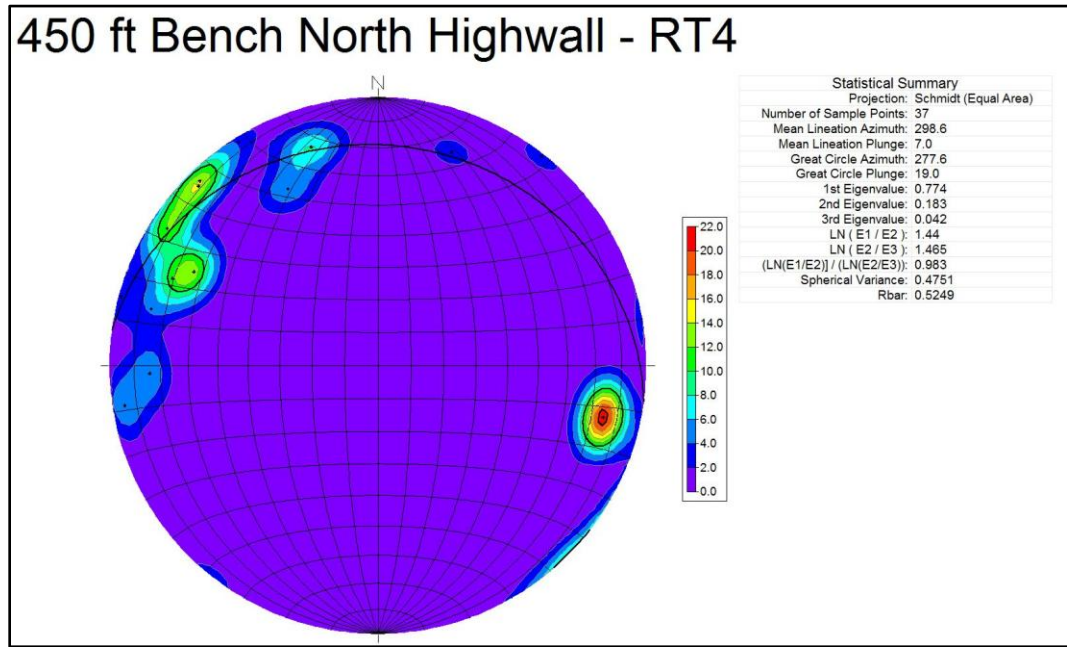 450 ft Bench North Highwall - RT4
N
Statistical Summary
Projection: Schmidt (Equal Area)
Number of Sample Points: 37
Mean Lineation Azimuth: 298.6
Mean Lineation Plunge: 7.0
Great Circle Azimuth: 277.6
Great Circle Plunge: 19.0
1st Eigenvalue: 0.774
2nd Eigenvalue: 0.183
3rd Eigenvalue: 0.042
LN ( E1 / E2 ): 1.44
LN ( E2 / E3 ): 1.465
(LN(E1/E2)] / (LN(E2/E3)): 0.983
Spherical Variance: 0.4751
Rbar: 0.5249
22.0
20.0
18.0
16.0
14.0
12.0
10.0
8.0
6.0
4.0
2.0
0.0